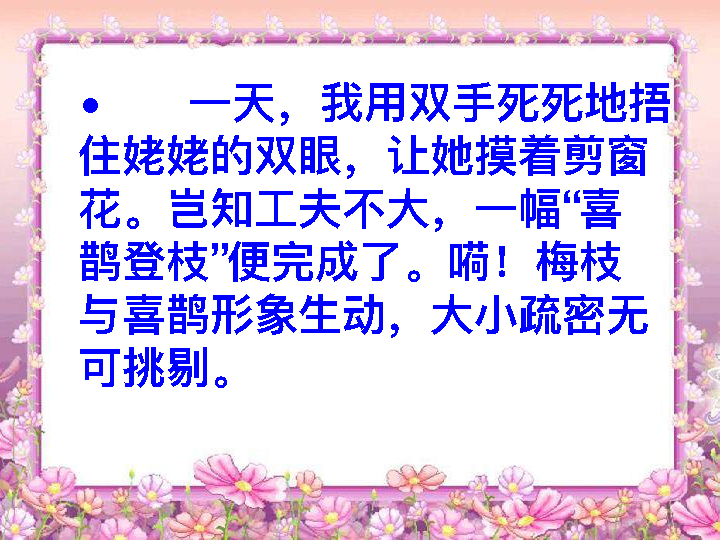 • 一天，我用双手死死地捂
住姥姥的双眼，让她摸着剪窗
花。岂知工夫不大，一幅“喜
鹊登枝”便完成了。嗬！梅枝
与喜鹊形象生动，大小疏密无
可挑剔。